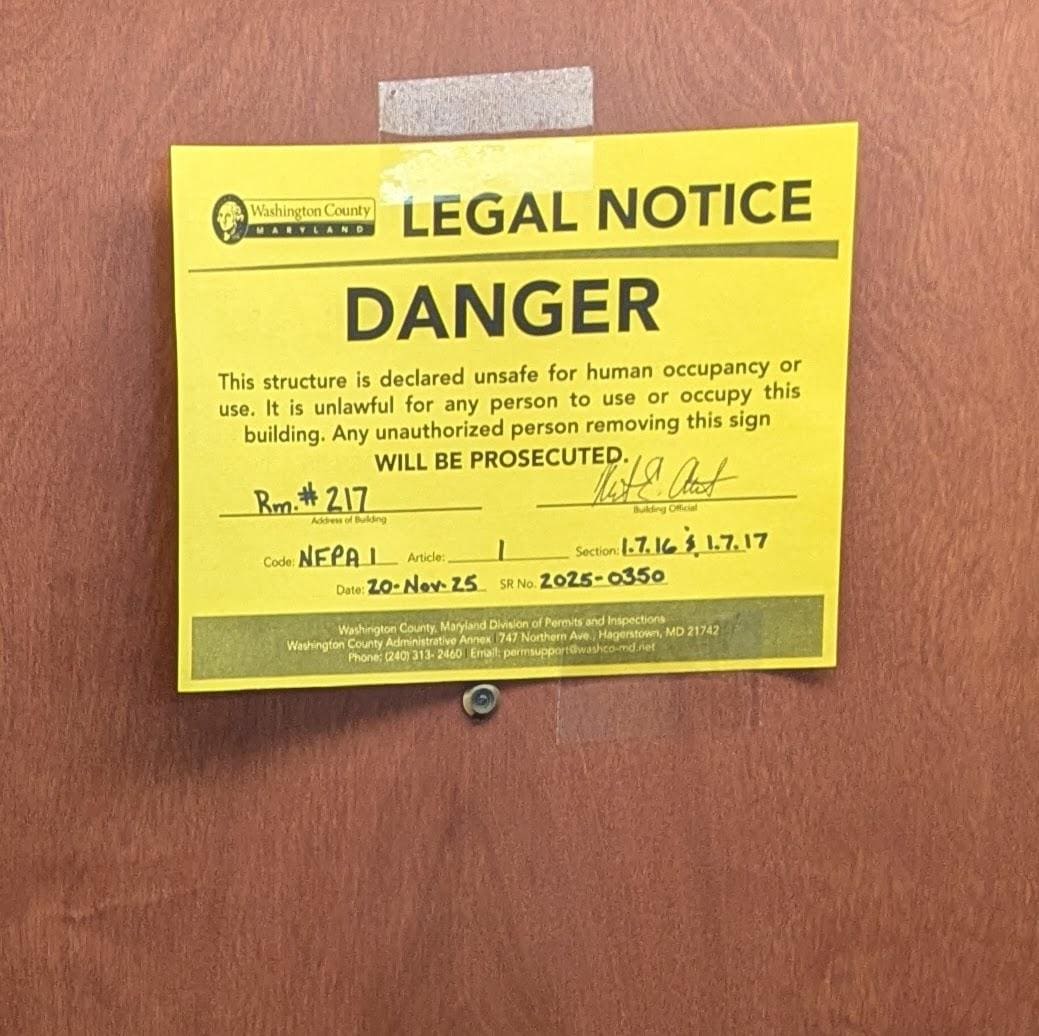 Washington County
MARYLAND
LEGAL NOTICE
DANGER
This structure is declared unsafe for human occupancy or
use. It is unlawful for any person to use or occupy this
building. Any unauthorized person removing this sign
WILL BE PROSECUTED.
Rm.# 217
Address of Building
Building Official
Code: NFPA 1 Article: 1 Section: 1.7.16 & 1.7.17
Date: 20-Nov-25 SR No. 2025-0350
Washington County, Maryland Division of Permits and Inspections
Washington County Administrative Annex | 747 Northern Ave., Hagerstown, MD 21742
Phone: (240) 313-2460 | Email: permsupport@washco-md.net